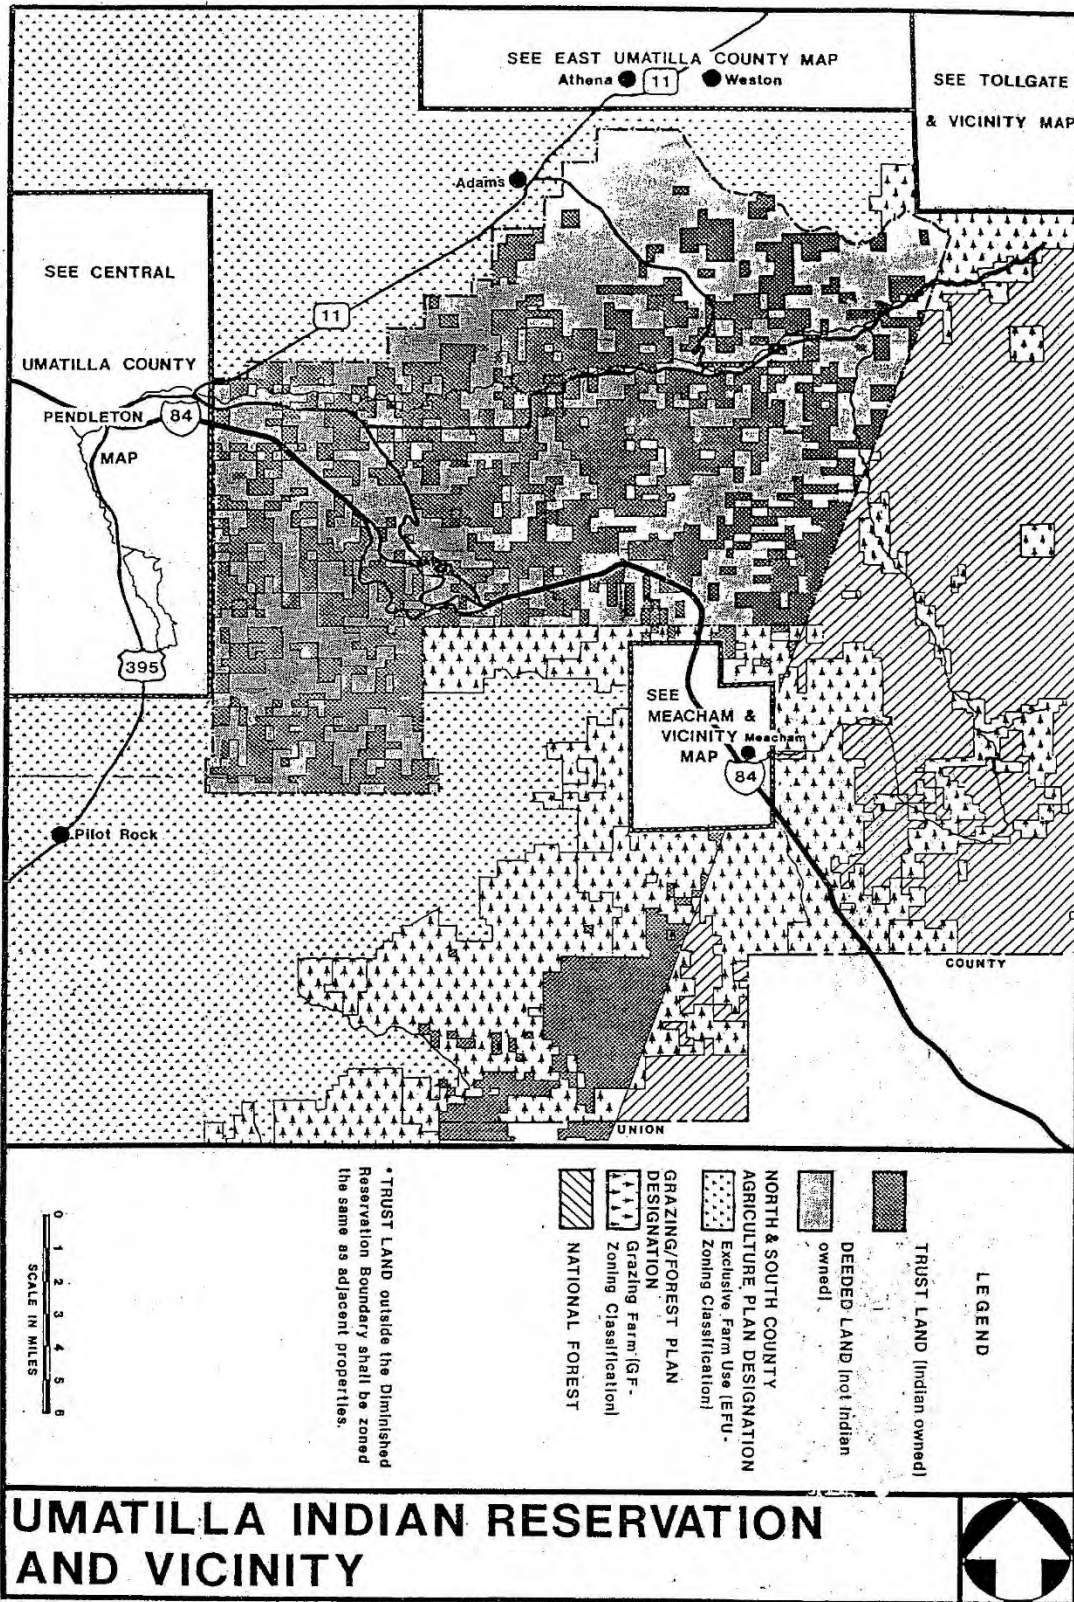 SEE EAST UMATILLA COUNTY MAP
Athena
11
Weston
SEE TOLLGATE
& VICINITY MAP
Adams
SEE CENTRAL
11
UMATILLA COUNTY
PENDLETON
84
MAP
395
SEE
MEACHAM &
VICINITY
Meacham
MAP
84
Pilot Rock
COUNTY
UNION
LEGEND
TRUST LAND (Indian owned)
DEEDED LAND (not Indian
owned)
NORTH & SOUTH COUNTY
AGRICULTURE PLAN DESIGNATION
Exclusive Farm Use (EFU-
Zoning Classification)
GRAZING/FOREST PLAN
DESIGNATION
Grazing Farm (GF-
Zoning Classification)
NATIONAL FOREST
*TRUST LAND outside the Diminished
Reservation Boundary shall be zoned
the same as adjacent properties.
0 1 2 3 4 5 6
SCALE IN MILES
UMATILLA INDIAN RESERVATION
AND VICINITY